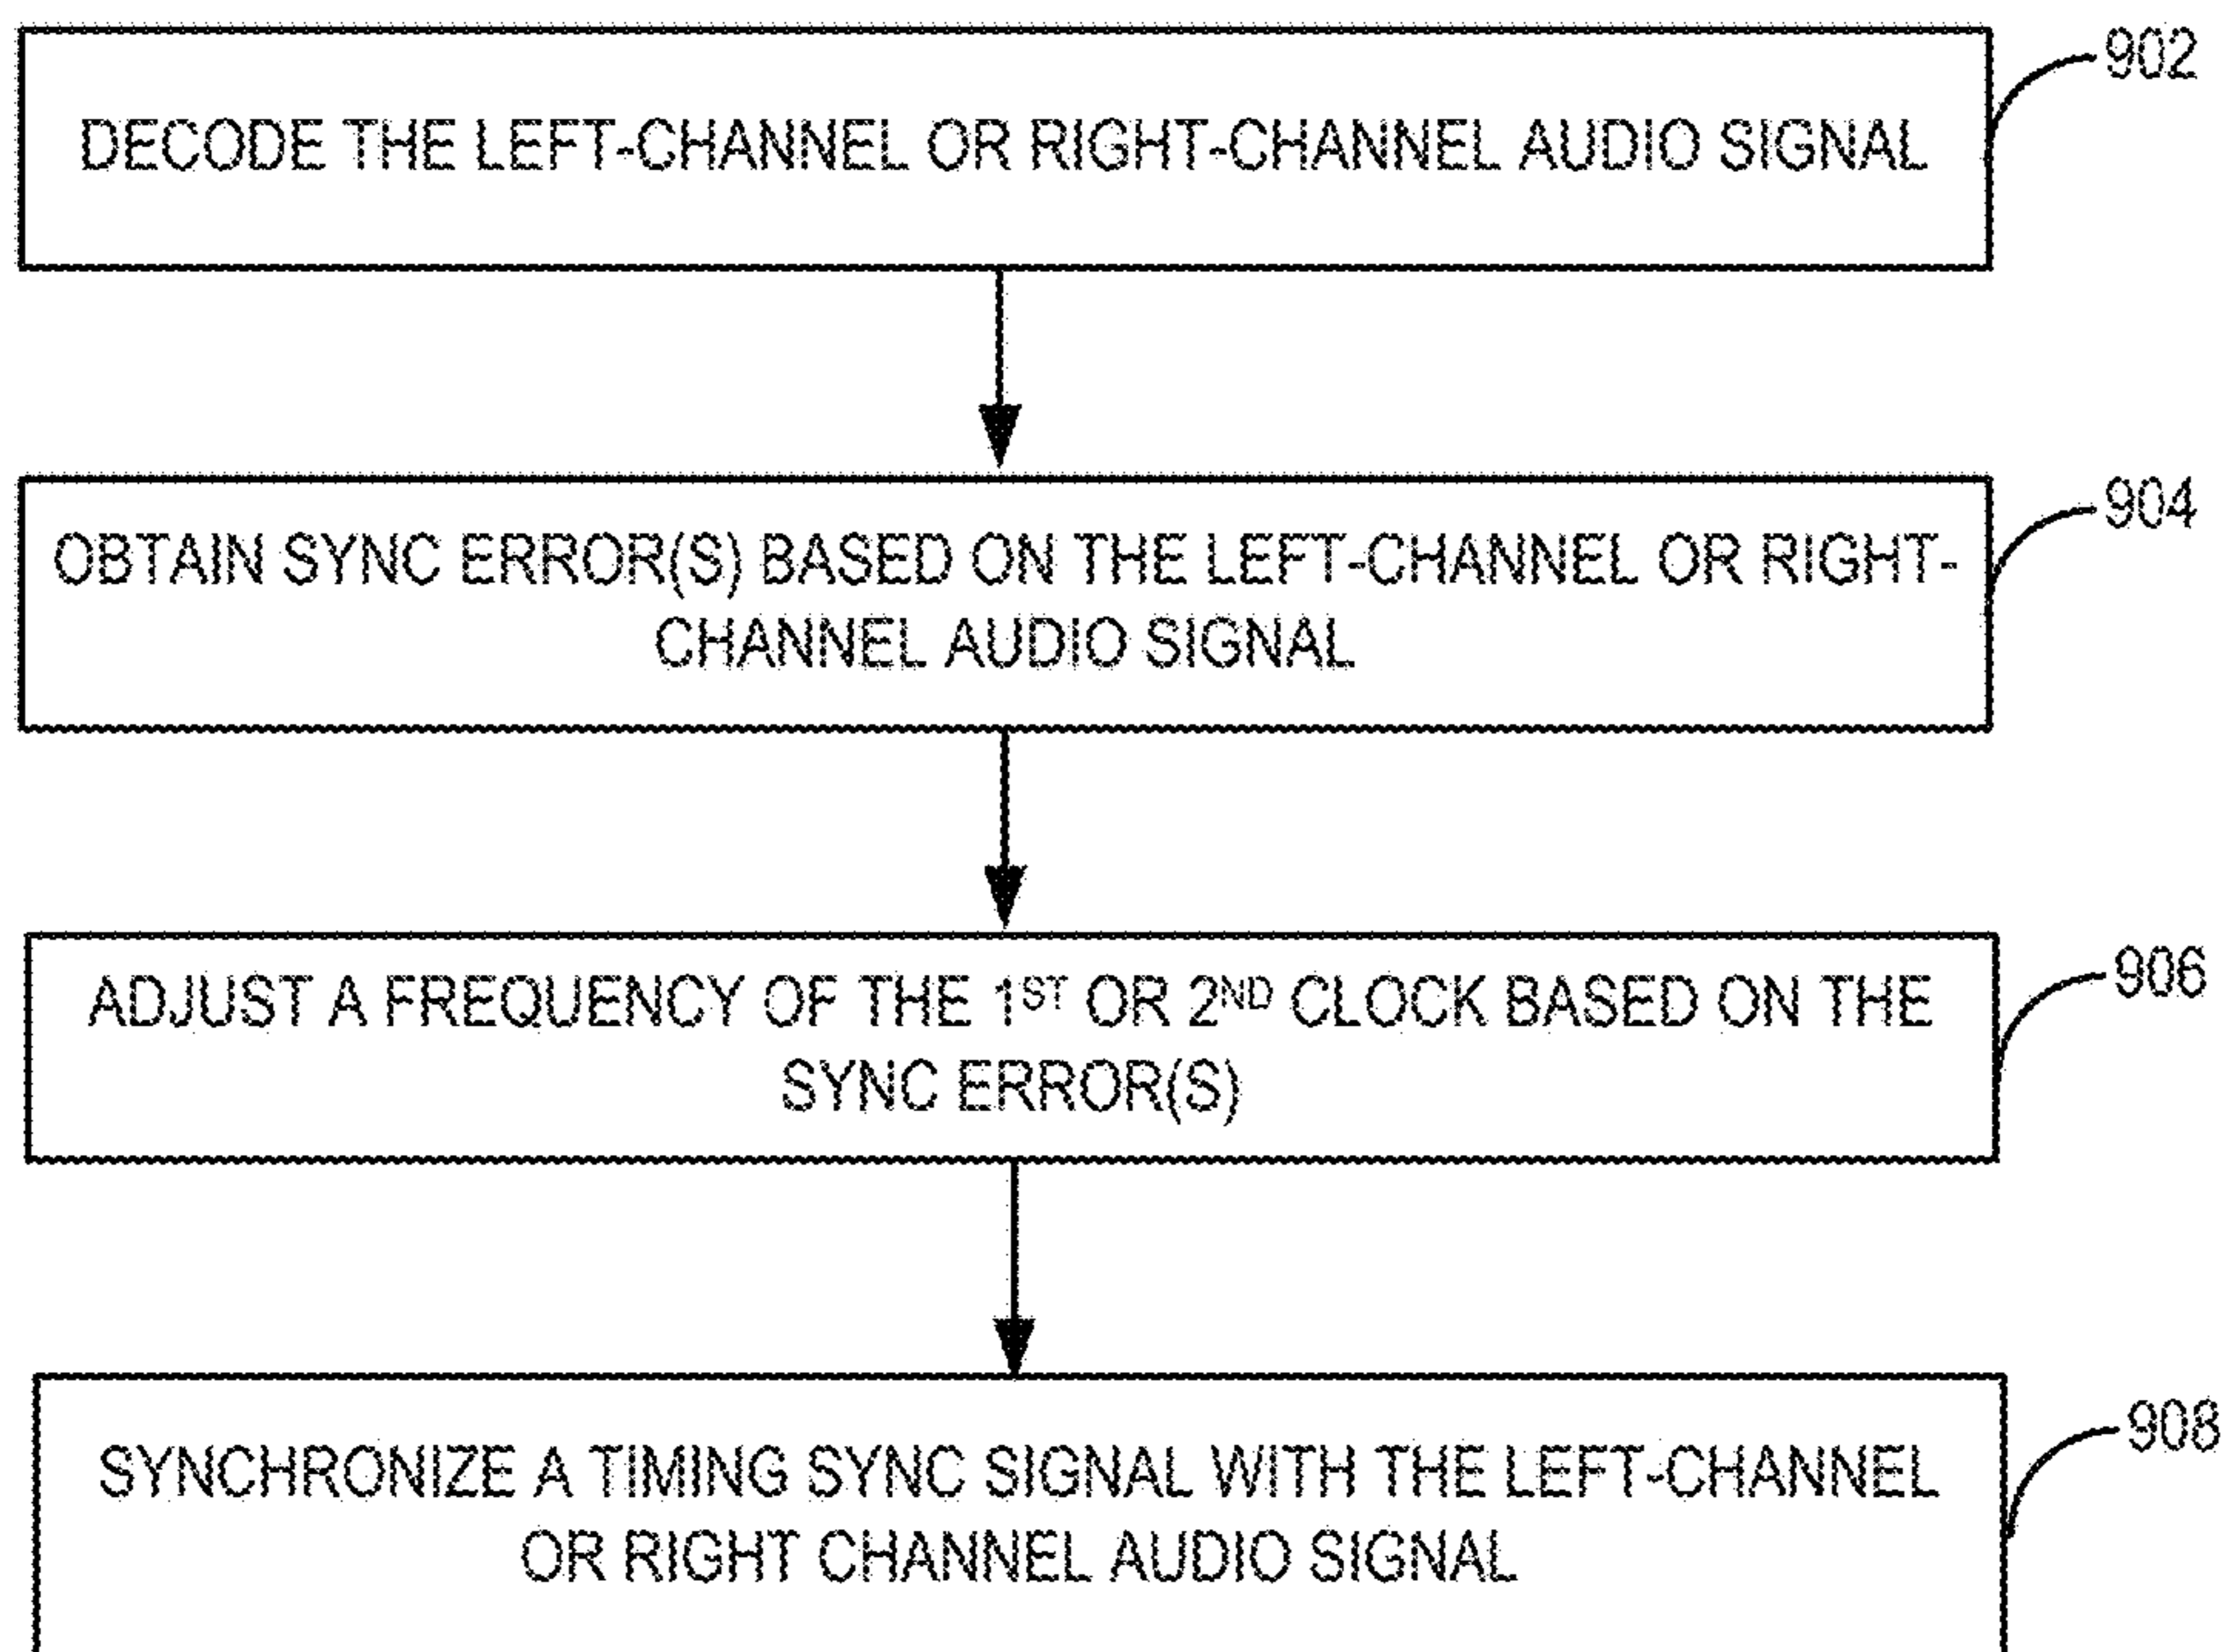 902
DECODE THE LEFT-CHANNEL OR RIGHT-CHANNEL AUDIO SIGNAL
904
OBTAIN SYNC ERROR(S) BASED ON THE LEFT-CHANNEL OR RIGHT-
CHANNEL AUDIO SIGNAL
906
ADJUST A FREQUENCY OF THE 1ST OR 2ND CLOCK BASED ON THE
SYNC ERROR(S)
908
SYNCHRONIZE A TIMING SYNC SIGNAL WITH THE LEFT-CHANNEL
OR RIGHT CHANNEL AUDIO SIGNAL